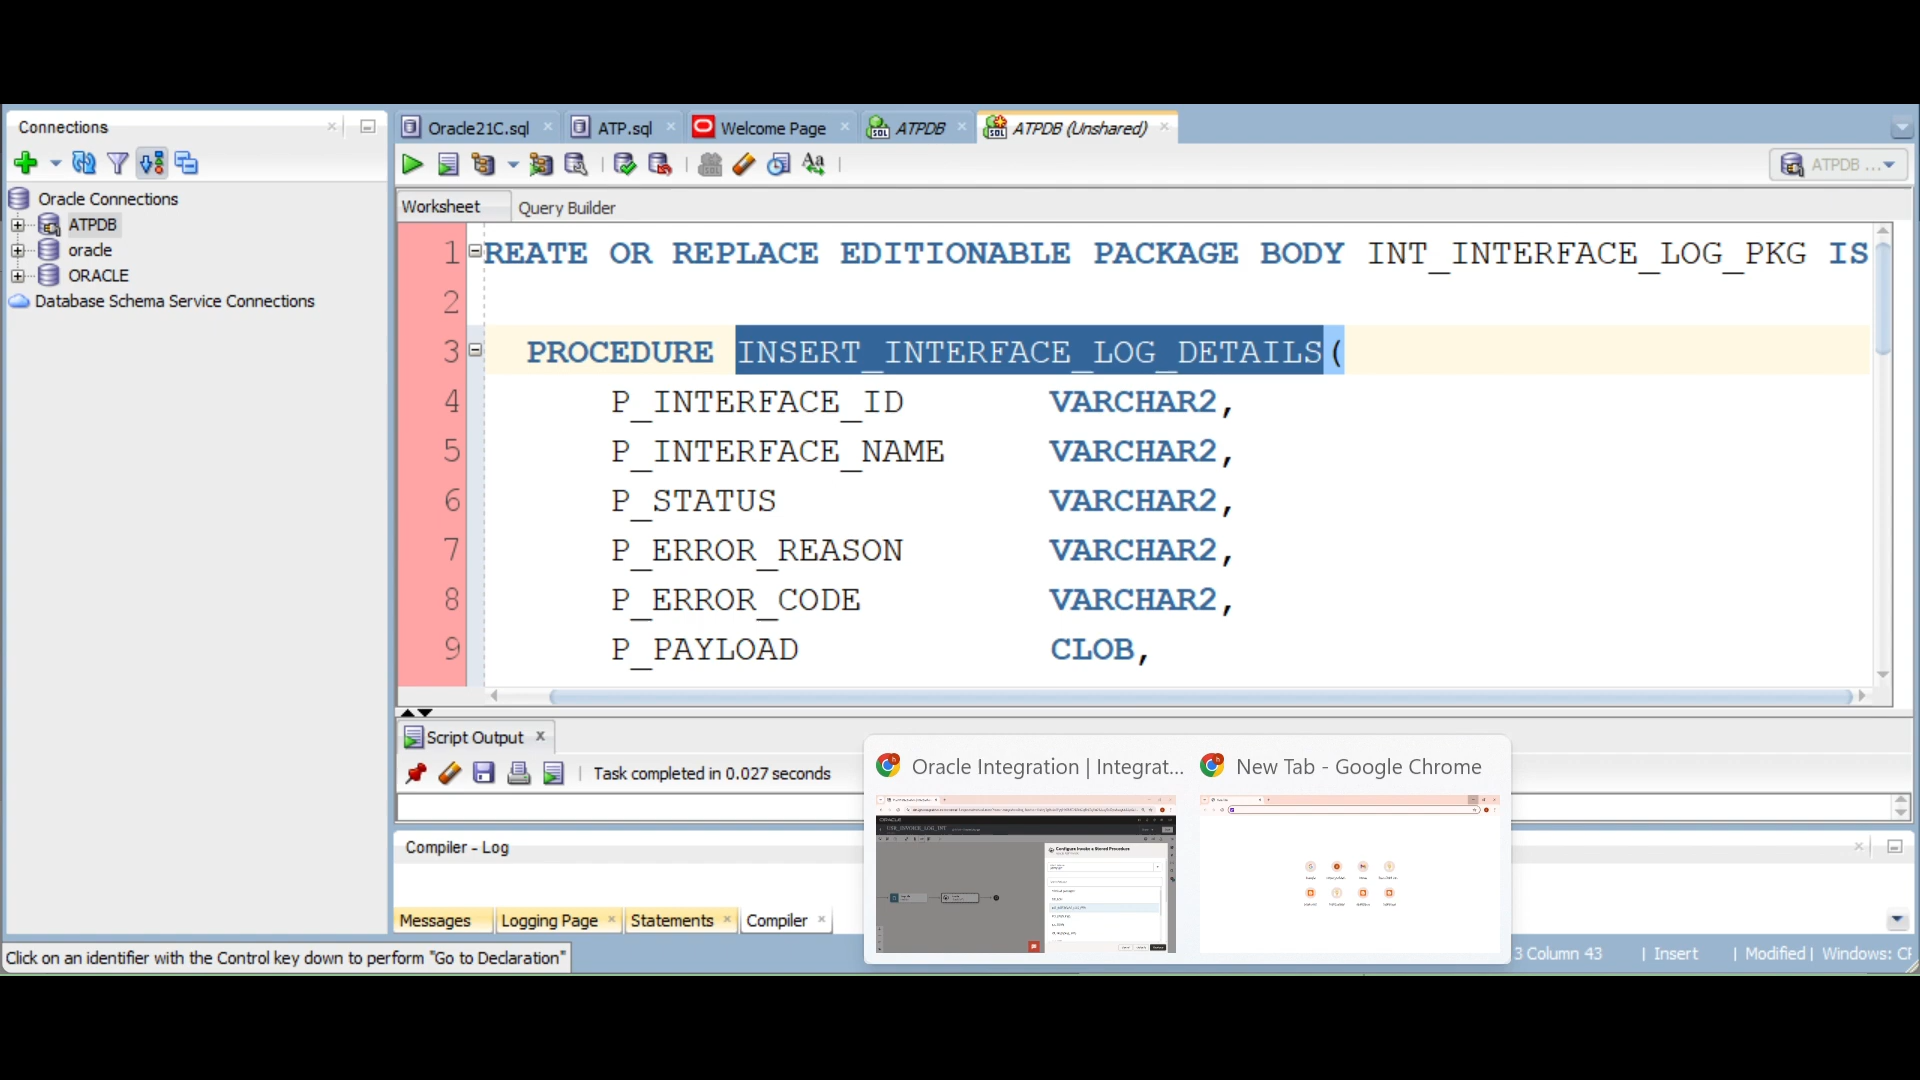 Connections
Oracle Connections
ATPDB
oracle
ORACLE
Database Schema Service Connections
Oracle21C.sql
ATP.sql
Welcome Page
ATPDB
ATPDB (Unshared)
ATPDB ...
Worksheet
Query Builder
1 REATE OR REPLACE EDITIONABLE PACKAGE BODY INT_INTERFACE_LOG_PKG IS
2
3 PROCEDURE INSERT_INTERFACE_LOG_DETAILS(
4 P_INTERFACE_ID VARCHAR2,
5 P_INTERFACE_NAME VARCHAR2,
6 P_STATUS VARCHAR2,
7 P_ERROR_REASON VARCHAR2,
8 P_ERROR_CODE VARCHAR2,
9 P_PAYLOAD CLOB,
Script Output
Task completed in 0.027 seconds
Compiler - Log
Messages
Logging Page
Statements
Compiler
Oracle Integration | Integrat...
New Tab - Google Chrome
Configure Invoke a Stored Procedure
Click on an identifier with the Control key down to perform "Go to Declaration"
3 Column 43
Insert
Modified
Windows: